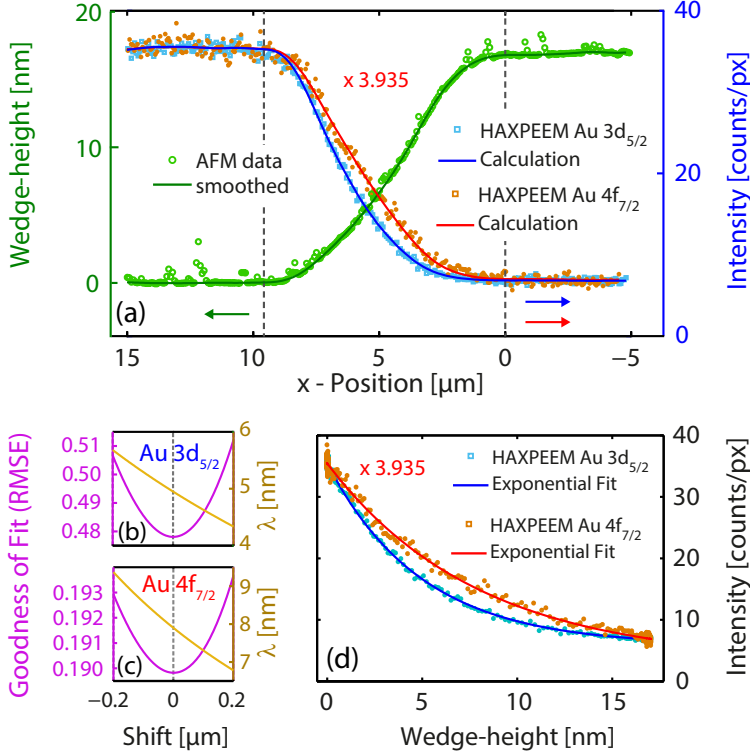 20
40
x 3.935
HAXPEEM Au 3d5/2
Calculation
HAXPEEM Au 4f7/2
Calculation
AFM data
smoothed
Wedge-height [nm]
10
0
Intensity [counts/px]
20
0
(a)
15
10
5
0
−5
x - Position [μm]
Goodness of Fit (RMSE)
0.51
0.50
0.49
0.48
Au 3d5/2
(b)
6
5
4
λ [nm]
0.193
0.192
0.191
0.190
Au 4f7/2
(c)
9
8
7
λ [nm]
−0.2
0
0.2
Shift [μm]
x 3.935
HAXPEEM Au 3d5/2
Exponential Fit
HAXPEEM Au 4f7/2
Exponential Fit
(d)
40
30
20
10
0
Intensity [counts/px]
0
5
10
15
Wedge-height [nm]